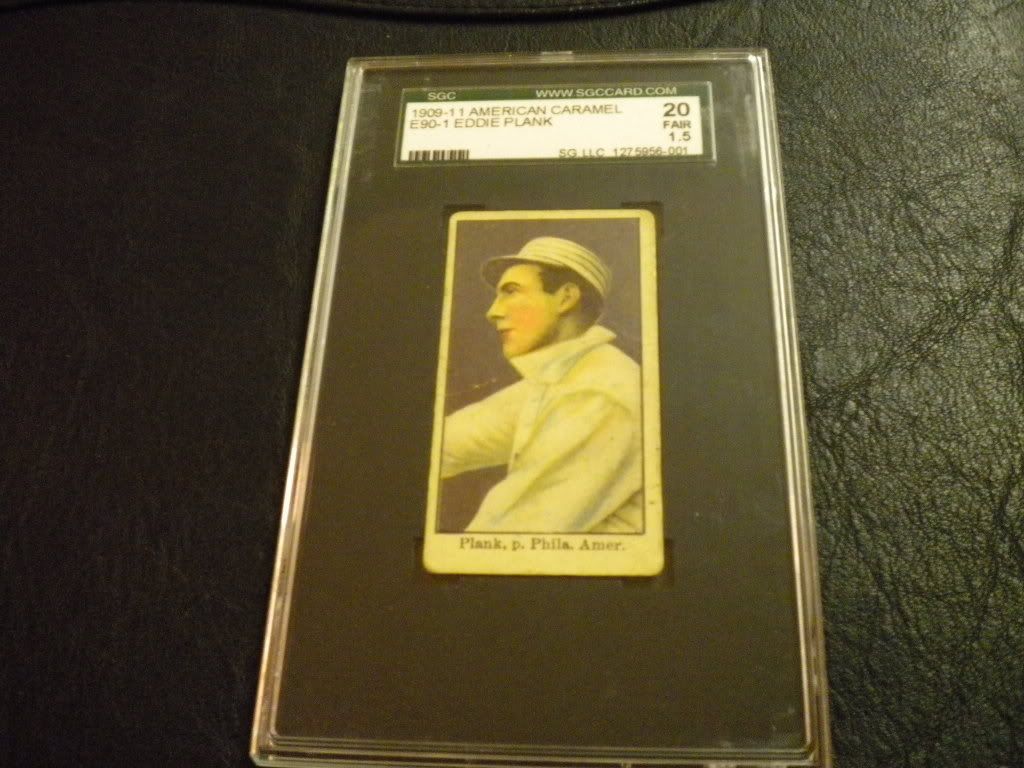 SGC WWW.SGCCARD.COM
1909-11 AMERICAN CARAMEL 20
E90-1 EDDIE PLANK FAIR
1.5
SG LLC 1275956-001
Plank, p. Phila. Amer.